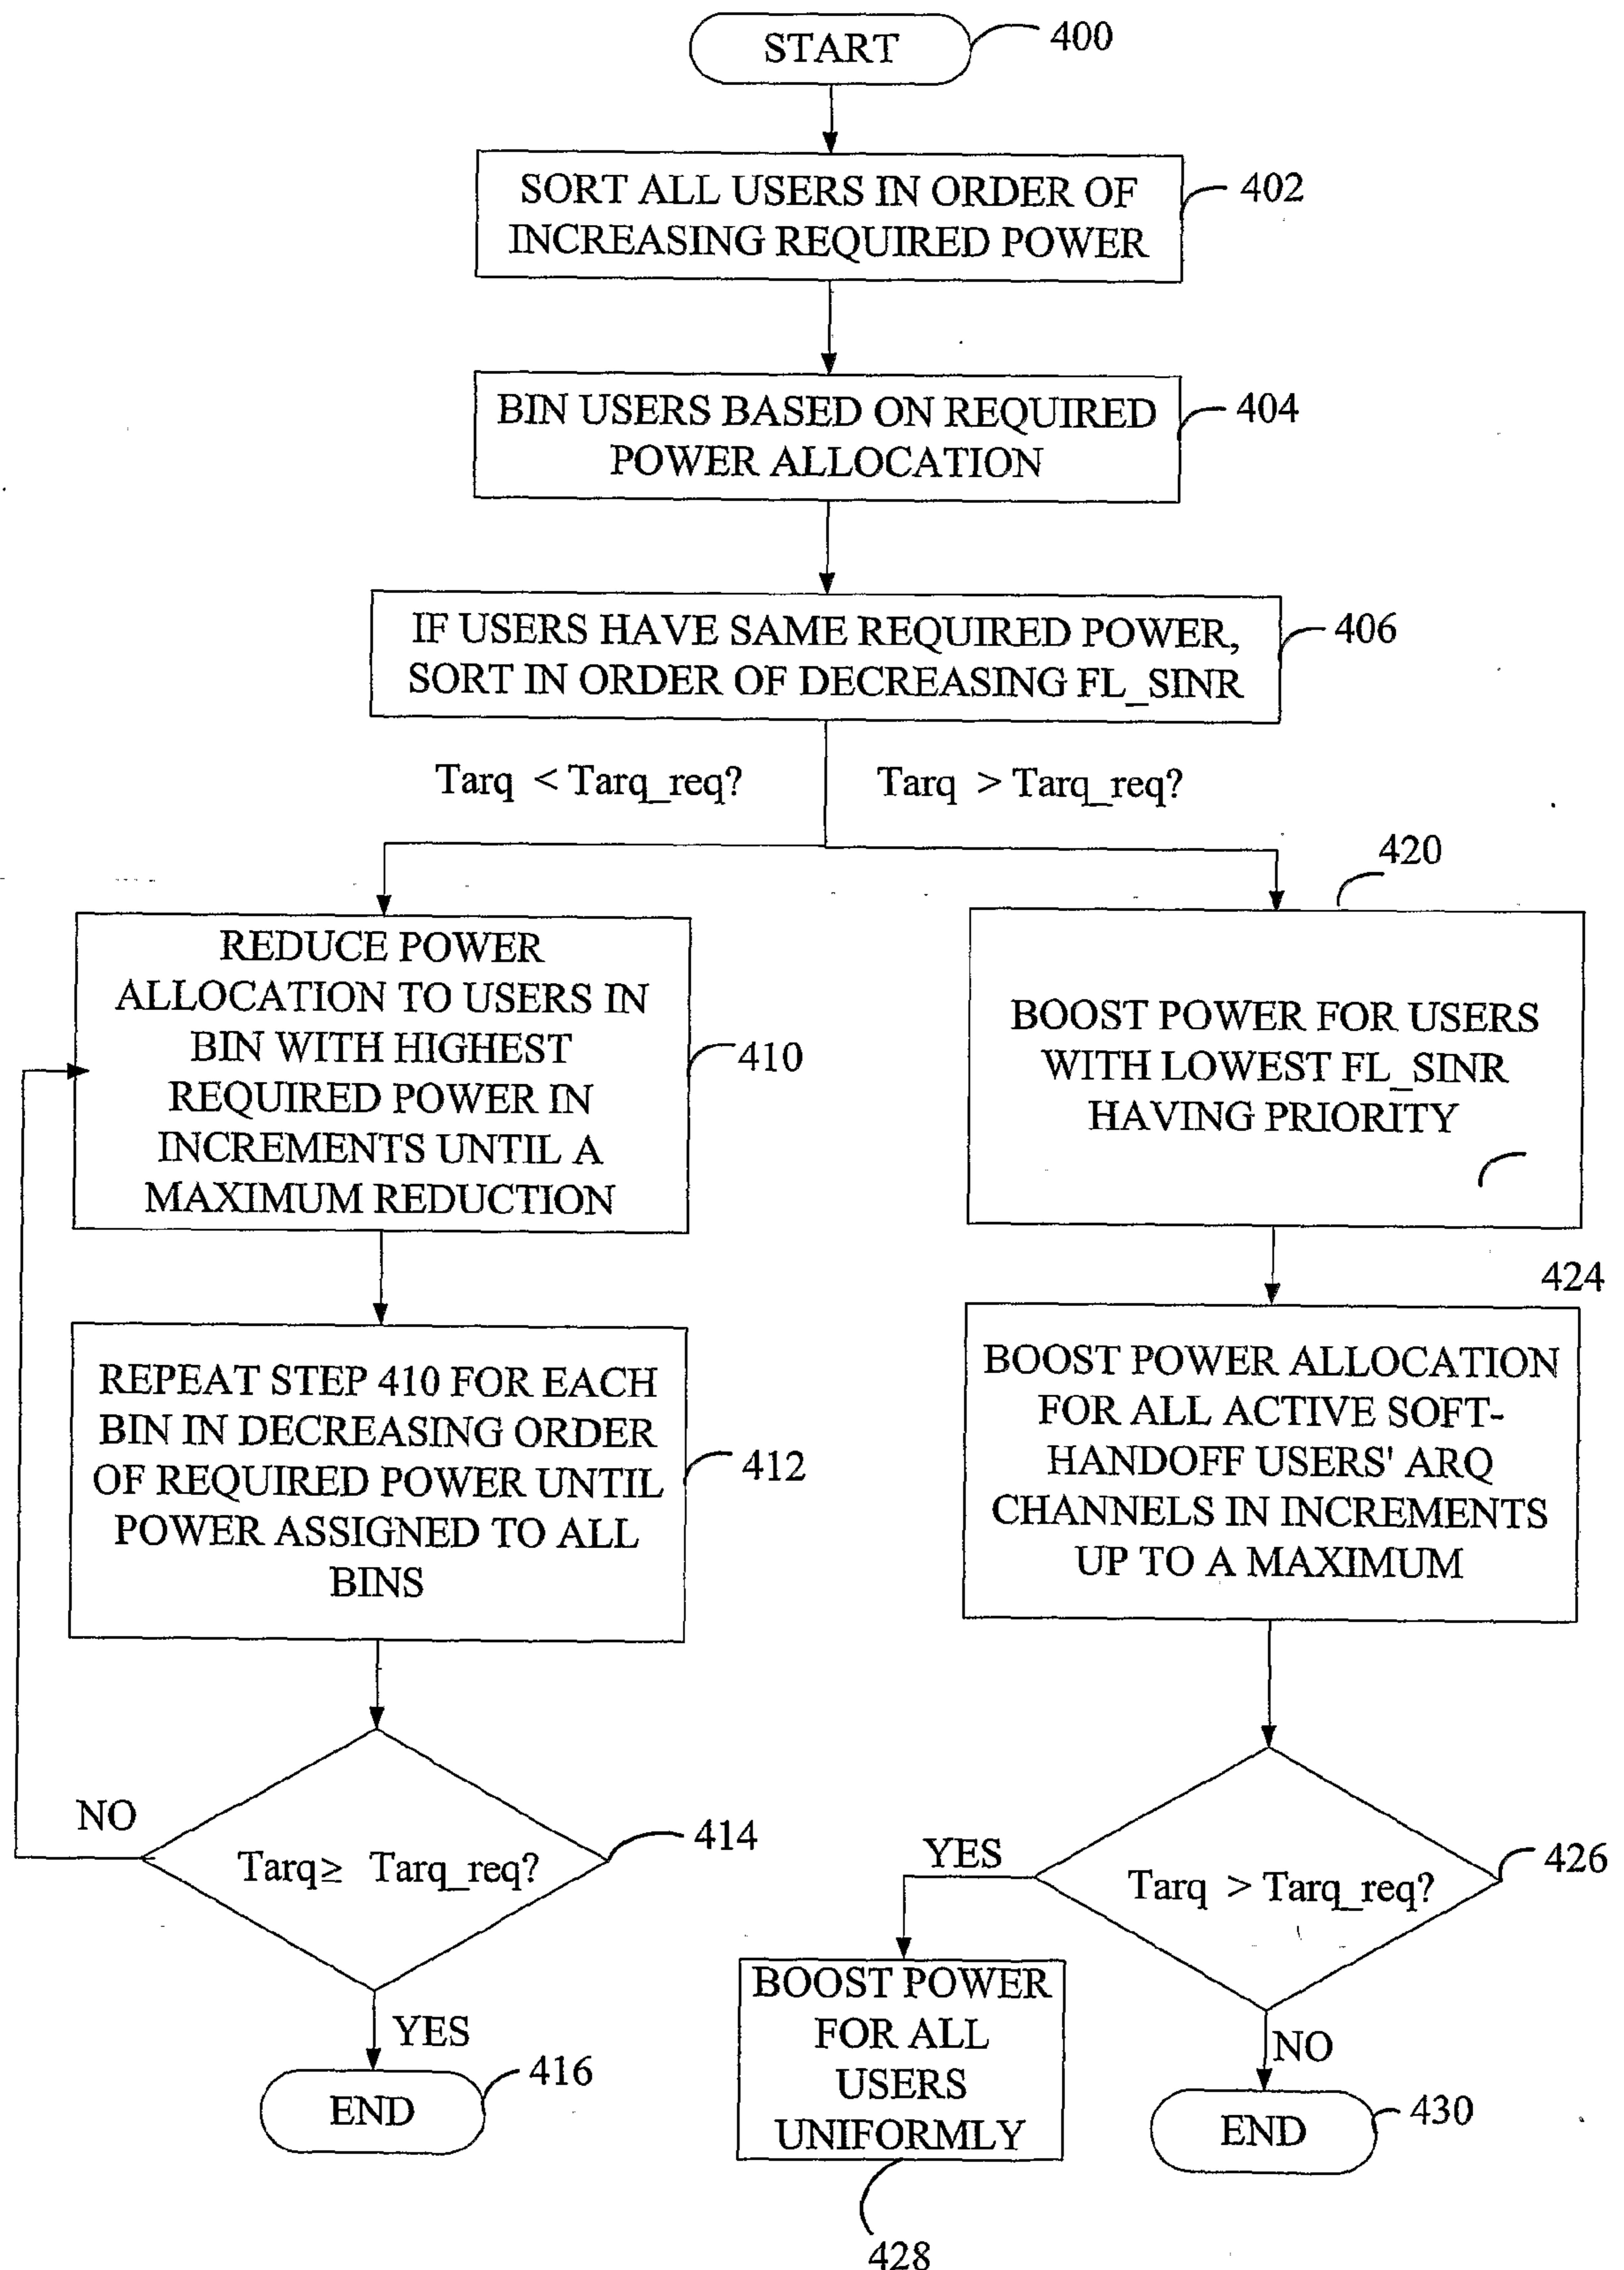 START
400
SORT ALL USERS IN ORDER OF
INCREASING REQUIRED POWER
402
BIN USERS BASED ON REQUIRED
POWER ALLOCATION
404
IF USERS HAVE SAME REQUIRED POWER,
SORT IN ORDER OF DECREASING FL_SINR
406
Tarq < Tarq_req?
Tarq > Tarq_req?
REDUCE POWER
ALLOCATION TO USERS IN
BIN WITH HIGHEST
REQUIRED POWER IN
INCREMENTS UNTIL A
MAXIMUM REDUCTION
410
420
BOOST POWER FOR USERS
WITH LOWEST FL_SINR
HAVING PRIORITY
REPEAT STEP 410 FOR EACH
BIN IN DECREASING ORDER
OF REQUIRED POWER UNTIL
POWER ASSIGNED TO ALL
BINS
412
424
BOOST POWER ALLOCATION
FOR ALL ACTIVE SOFT-
HANDOFF USERS' ARQ
CHANNELS IN INCREMENTS
UP TO A MAXIMUM
NO
Tarq≥ Tarq_req?
414
YES
END
416
YES
Tarq > Tarq_req?
426
BOOST POWER
FOR ALL
USERS
UNIFORMLY
428
NO
END
430